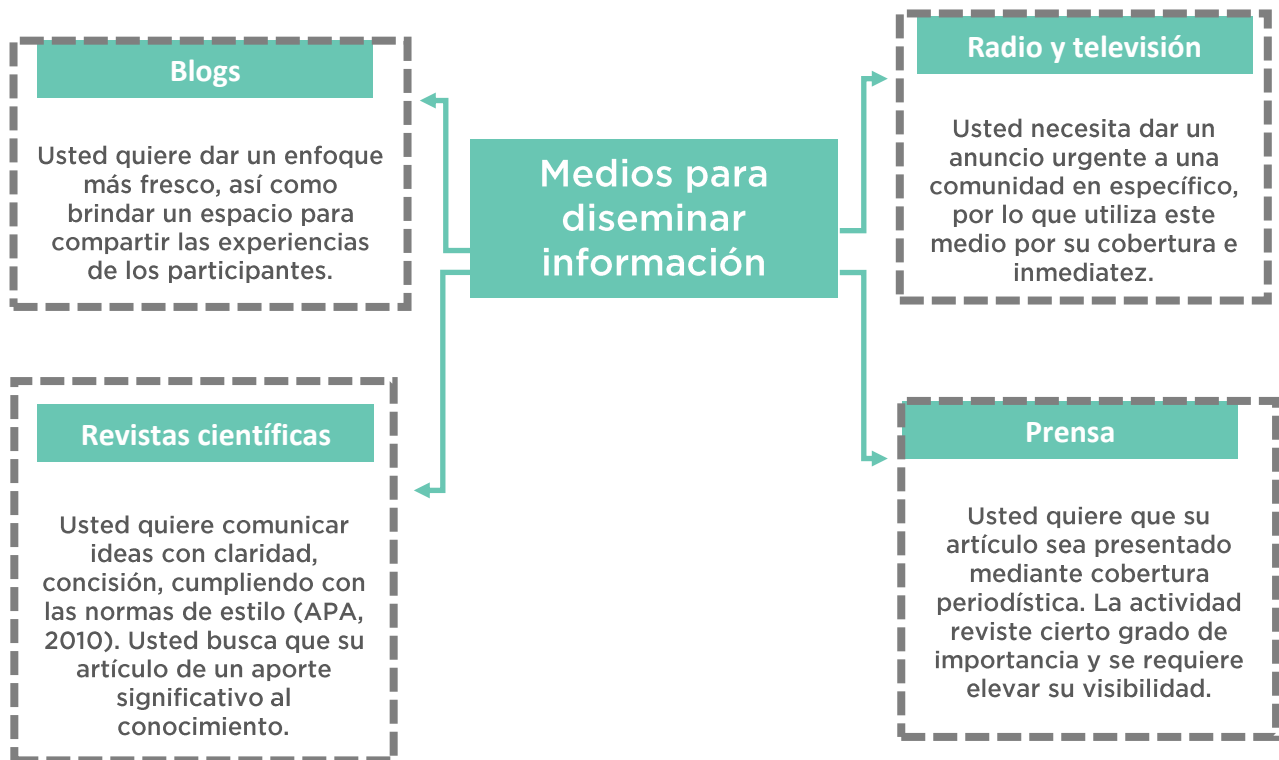 Blogs
Usted quiere dar un enfoque
más fresco, así como
brindar un espacio para
compartir las experiencias
de los participantes.
Medios para
diseminar
información
Radio y televisión
Usted necesita dar un
anuncio urgente a una
comunidad en específico,
por lo que utiliza este
medio por su cobertura e
inmediatez.
Revistas científicas
Usted quiere comunicar
ideas con claridad,
concisión, cumpliendo con
las normas de estilo (APA,
2010). Usted busca que su
artículo de un aporte
significativo al
conocimiento.
Prensa
Usted quiere que su
artículo sea presentado
mediante cobertura
periodística. La actividad
reviste cierto grado de
importancia y se requiere
elevar su visibilidad.